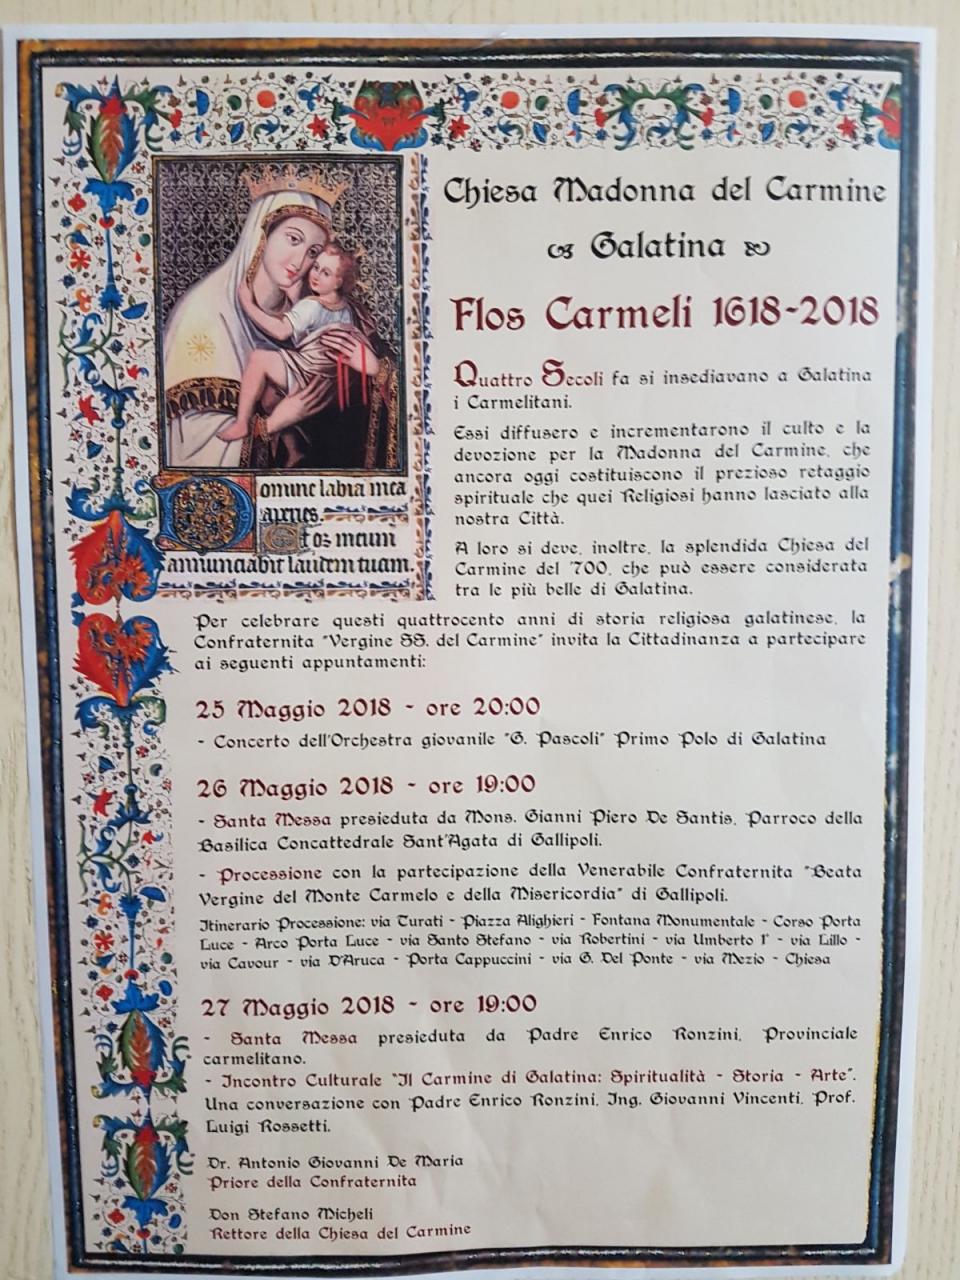 Chiesa Madonna del Carmine
Galatina
Flos Carmeli 1618-2018
Quattro Secoli fa si insediavano a Galatina
i Carmelitani.
Essi diffusero e incrementarono il culto e la
devozione per la Madonna del Carmine, che
ancora oggi costituiscono il prezioso retaggio
spirituale che quei Religiosi hanno lasciato alla
nostra Città.
A loro si deve, inoltre, la splendida Chiesa del
Carmine del '700, che può essere considerata
tra le più belle di Galatina.
Domine labia mea
aperies.
Et os meum
annunciabit laudem tuam.
Per celebrare questi quattrocento anni di storia religiosa galatinese, la
Confraternita "Vergine SS. del Carmine" invita la Cittadinanza a partecipare
ai seguenti appuntamenti:
25 Maggio 2018 - ore 20:00
- Concerto dell'Orchestra giovanile "G. Pascoli" Primo Polo di Galatina
26 Maggio 2018 - ore 19:00
- Santa Messa presieduta da Mons. Gianni Piero De Santis, Parroco della
Basilica Concattedrale Sant'Agata di Gallipoli.
- Processione con la partecipazione della Venerabile Confraternita "Beata
Vergine del Monte Carmelo e della Misericordia" di Gallipoli.
Itinerario Processione: via Turati - Piazza Alighieri - Fontana Monumentale - Corso Porta
Luce - Arco Porta Luce - via Santo Stefano - via Robertini - via Umberto I° - via Lillo -
via Cavour - via D'Aruca - Porta Cappuccini - via G. Del Ponte - via Mezio - Chiesa
27 Maggio 2018 - ore 19:00
- Santa Messa presieduta da Padre Enrico Ronzini, Provinciale
carmelitano.
- Incontro Culturale "Il Carmine di Galatina: Spiritualità - Storia - Arte".
Una conversazione con Padre Enrico Ronzini, Ing. Giovanni Vincenti, Prof.
Luigi Rossetti.
Dr. Antonio Giovanni De Maria
Priore della Confraternita
Don Stefano Micheli
Rettore della Chiesa del Carmine